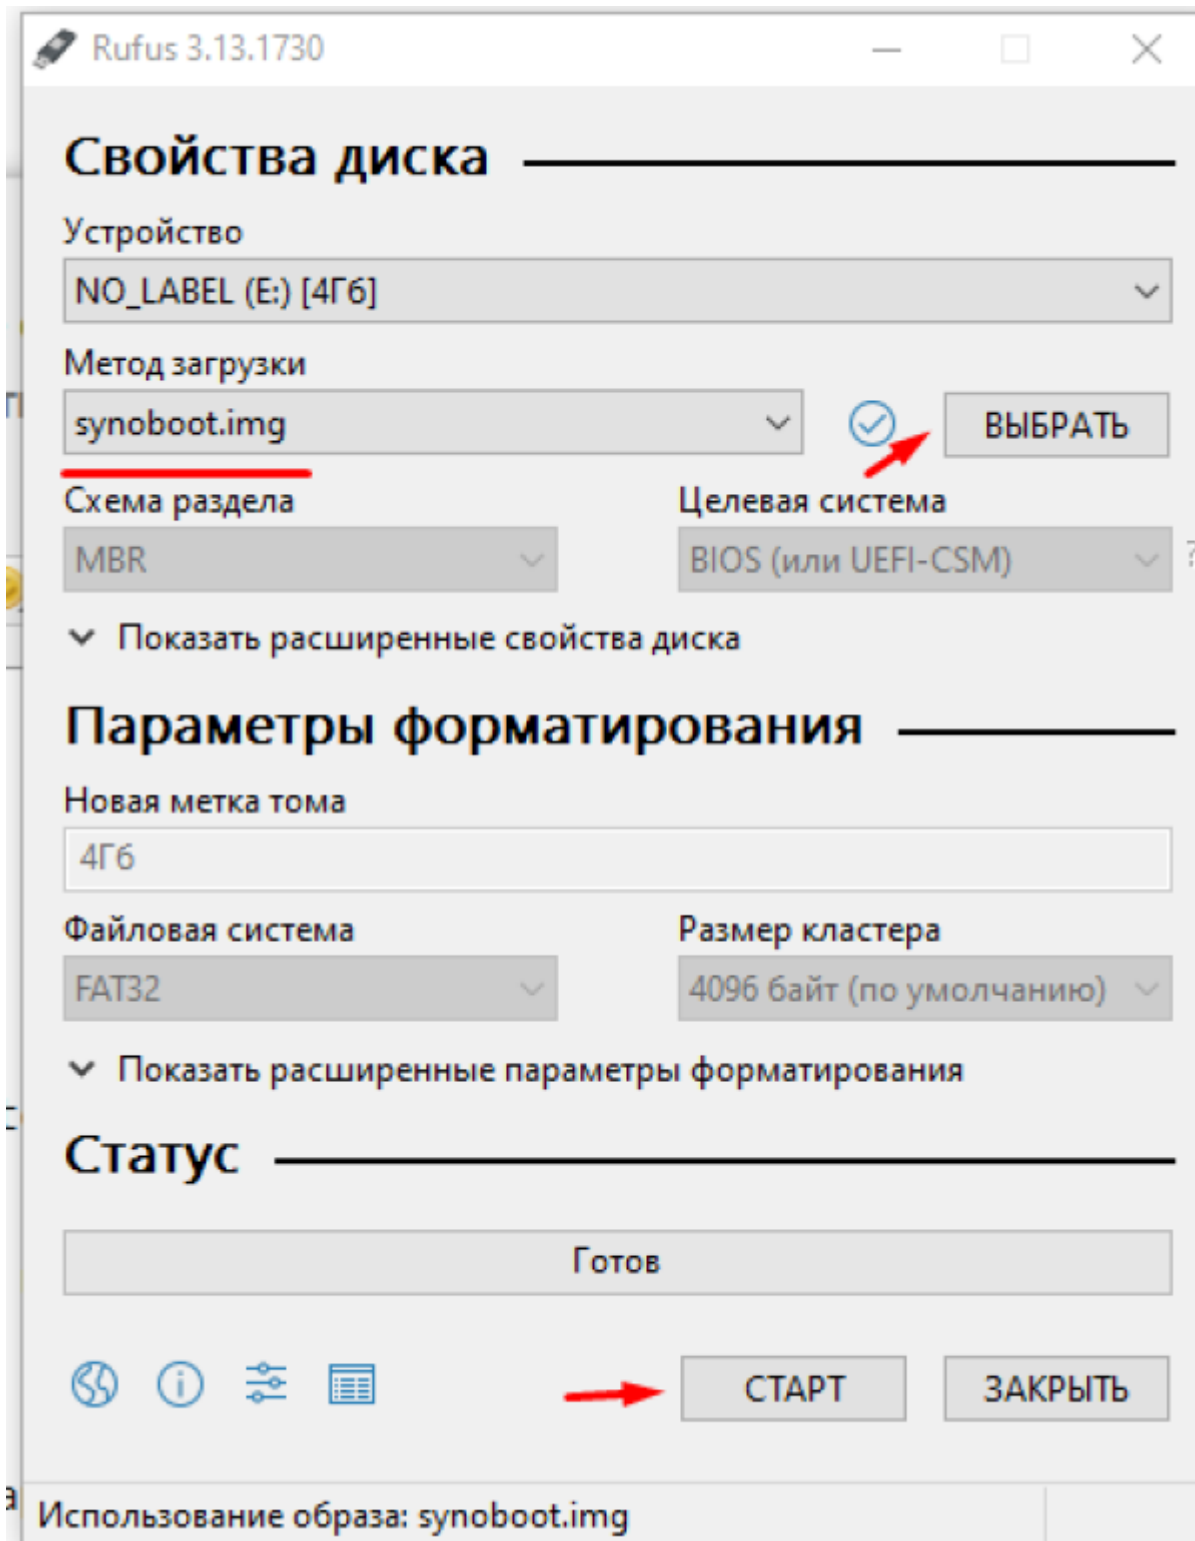 Rufus 3.13.1730
Свойства диска
Устройство
NO_LABEL (E:) [4Гб]
Метод загрузки
synoboot.img
ВЫБРАТЬ
Схема раздела
Целевая система
MBR
BIOS (или UEFI-CSM)
?
Показать расширенные свойства диска
Параметры форматирования
Новая метка тома
4Гб
Файловая система
Размер кластера
FAT32
4096 байт (по умолчанию)
Показать расширенные параметры форматирования
Статус
Готов
СТАРТ
ЗАКРЫТЬ
Использование образа: synoboot.img